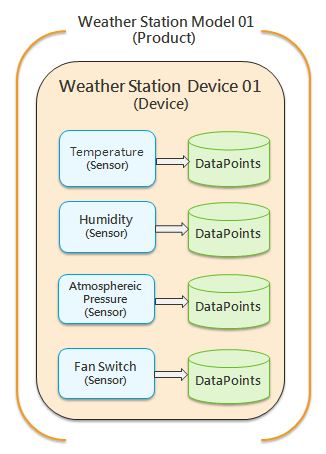 Weather Station Model 01
(Product)
Weather Station Device 01
(Device)
Temperature
(Sensor)
DataPoints
Humidity
(Sensor)
DataPoints
Atmosphereic
Pressure
(Sensor)
DataPoints
Fan Switch
(Sensor)
DataPoints